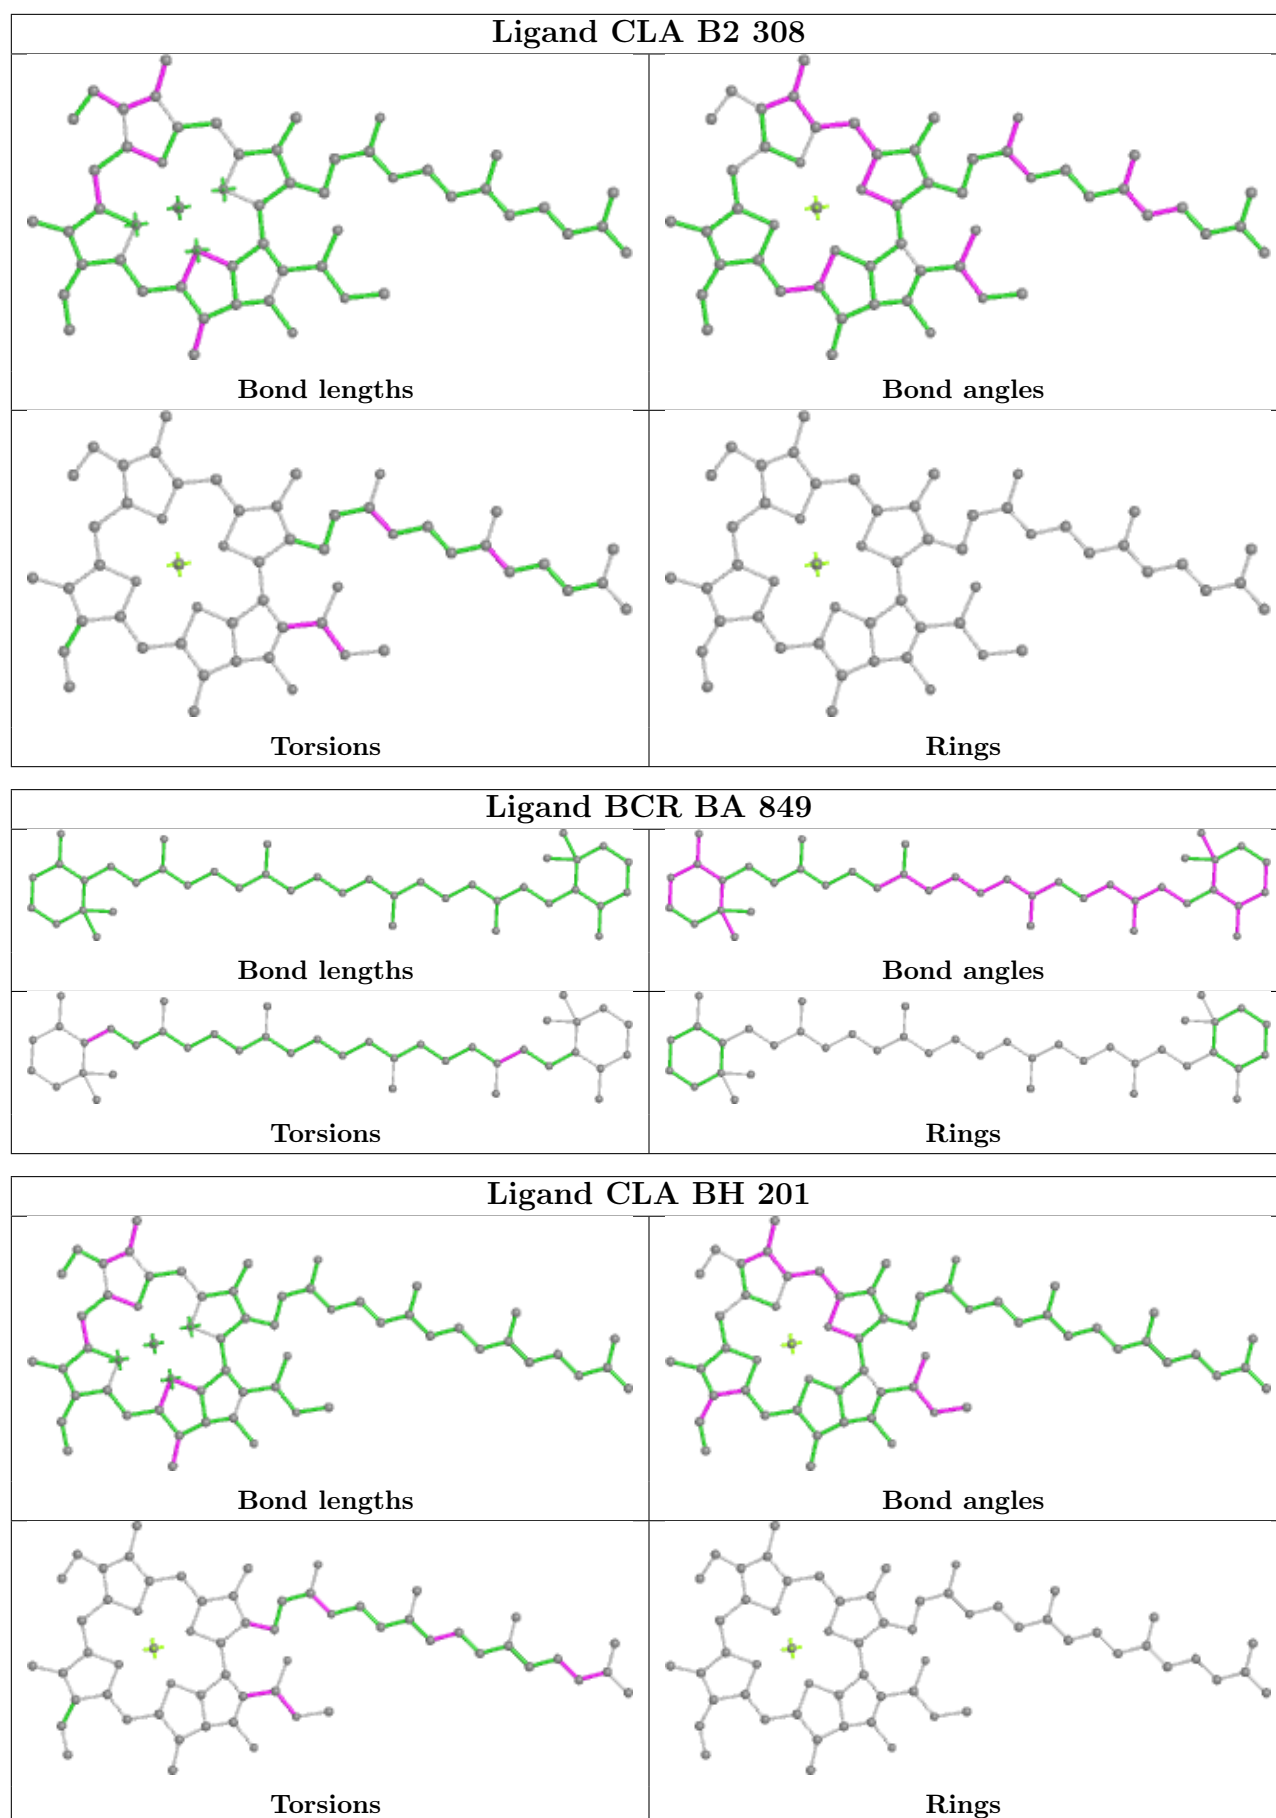 Ligand CLA B2 308
Bond lengths
Bond angles
Torsions
Rings
Ligand BCR BA 849
Bond lengths
Bond angles
Torsions
Rings
Ligand CLA BH 201
Bond lengths
Bond angles
Torsions
Rings